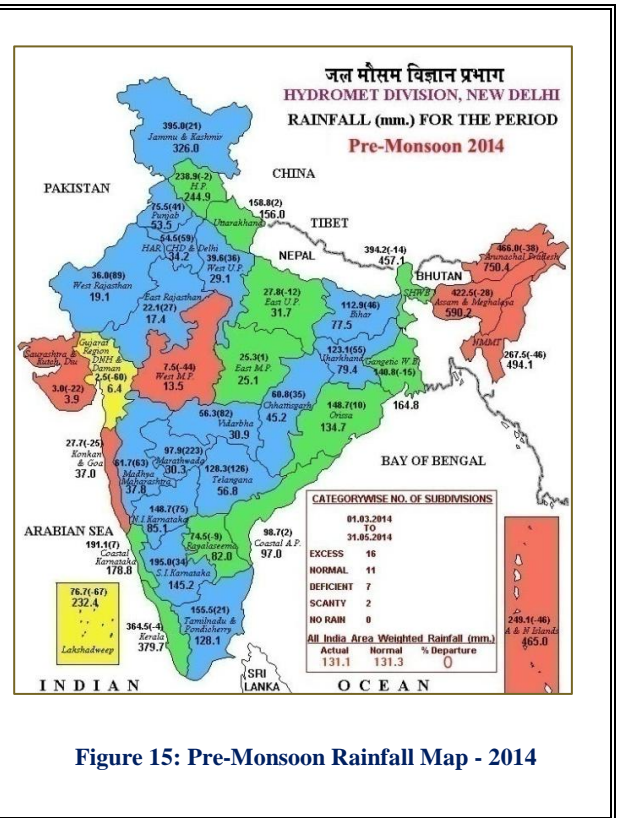 जल मौसम विज्ञान प्रभाग
HYDROMET DIVISION, NEW DELHI
RAINFALL (mm.) FOR THE PERIOD
Pre-Monsoon 2014
395.0(21)
Jammu & Kashmir
326.0
CHINA
PAKISTAN
238.9(-2)
H.P.
244.9
75.5(41)
Punjab
53.5
158.8(2)
156.0
Uttarakhand
TIBET
54.5(59)
HAR. CHD & Delhi
34.2
39.6(36)
West U.P.
29.1
NEPAL
394.2(-14)
457.1
466.0(-38)
Arunachal Pradesh
750.4
BHUTAN
SHWB
36.0(89)
West Rajasthan
19.1
East Rajasthan
22.1(27)
17.4
27.8(-12)
East U.P.
31.7
112.9(46)
Bihar
77.5
422.5(-28)
Assam & Meghalaya
590.2
NMMT
267.5(-46)
494.1
Saurashtra &
Kutch, Diu
3.0(-22)
3.9
Gujarat
Region
DNH &
Daman
2.5(-60)
6.4
7.5(-44)
West M.P.
13.5
25.3(1)
East M.P.
25.1
123.1(55)
Jharkhand
79.4
Gangetic W.B.
140.8(-15)
164.8
60.8(35)
Chhattisgarh
45.2
148.7(10)
Orissa
134.7
56.3(82)
Vidarbha
30.9
27.7(-25)
Konkan
& Goa
37.0
61.7(63)
Madhya
Maharashtra
37.8
97.9(223)
Marathwada
30.3
128.3(126)
Telangana
56.8
BAY OF BENGAL
148.7(75)
N.I.Karnataka
85.1
ARABIAN SEA
191.1(7)
Coastal
Karnataka
178.8
74.5(-9)
Rayalaseema
82.0
98.7(2)
Coastal A.P.
97.0
195.0(34)
S.I.Karnataka
145.2
76.7(-67)
232.4
Lakshadweep
364.5(-4)
Kerala
379.7
155.5(21)
Tamilnadu &
Pondicherry
128.1
CATEGORYWISE NO. OF SUBDIVISIONS
01.03.2014
TO
31.05.2014
EXCESS 16
NORMAL 11
DEFICIENT 7
SCANTY 2
NO RAIN 0
All India Area Weighted Rainfall (mm.)
Actual Normal % Departure
131.1 131.3 0
249.1(-46)
A & N Islands
465.0
SRI
LANKA
INDIAN OCEAN
Figure 15: Pre-Monsoon Rainfall Map - 2014